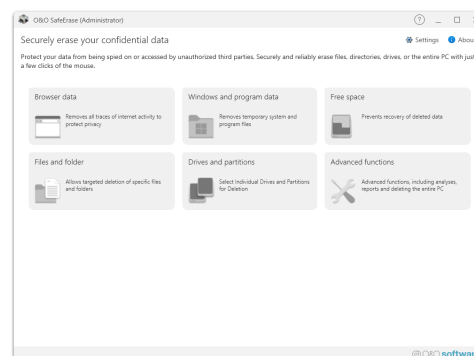 O&O SafeErase (Administrator)
Securely erase your confidential data
Settings
Protect your data from being spied on or accessed by unauthorized third parties. Securely and reliably erase files, directories, drives, or the entire PC with just
a few clicks of the mouse.
Browser data
Removes all traces of internet activity to
protect privacy
Windows and program data
Removes temporary system and
program files
Free space
Prevents recovery of deleted data
Files and folder
Allows targeted deletion of specific files
and folders
Drives and partitions
Select Individual Drives and Partitions
for Deletion
Advanced functions
Advanced functions, including analyses,
reports and deleting the entire PC
O&O